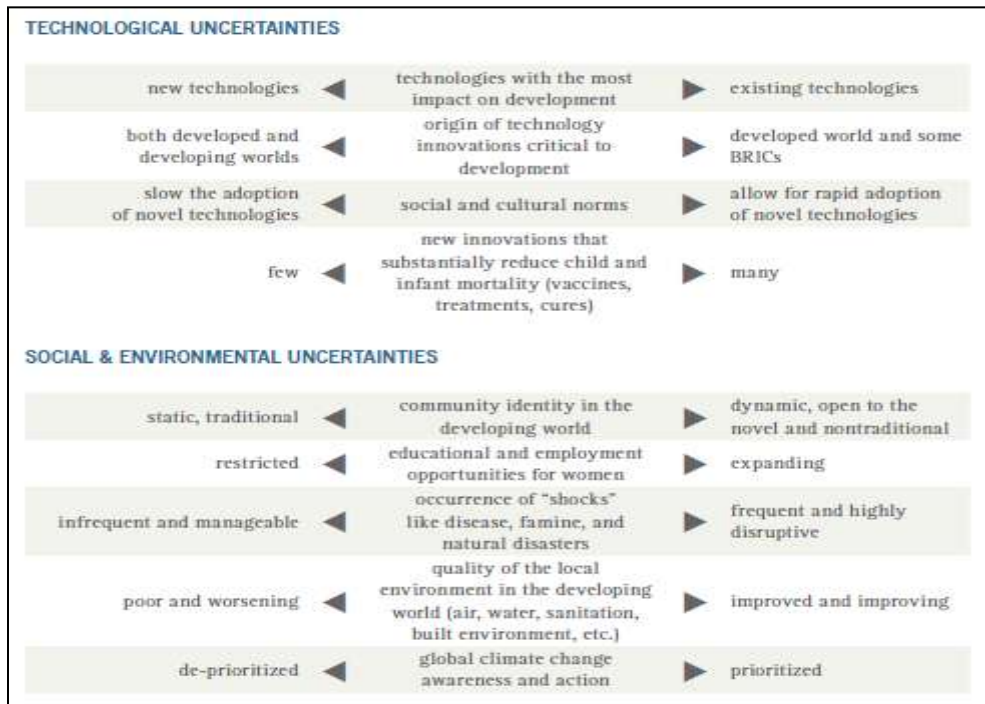 TECHNOLOGICAL UNCERTAINTIES
new technologies
technologies with the most
impact on development
existing technologies
both developed and
developing worlds
origin of technology
innovations critical to
development
developed world and some
BRICs
slow the adoption
of novel technologies
social and cultural norms
allow for rapid adoption
of novel technologies
few
new innovations that
substantially reduce child and
infant mortality (vaccines,
treatments, cures)
many
SOCIAL & ENVIRONMENTAL UNCERTAINTIES
static, traditional
community identity in the
developing world
dynamic, open to the
novel and nontraditional
restricted
educational and employment
opportunities for women
expanding
infrequent and manageable
occurrence of “shocks”
like disease, famine, and
natural disasters
frequent and highly
disruptive
poor and worsening
quality of the local
environment in the developing
world (air, water, sanitation,
built environment, etc.)
improved and improving
de-prioritized
global climate change
awareness and action
prioritized